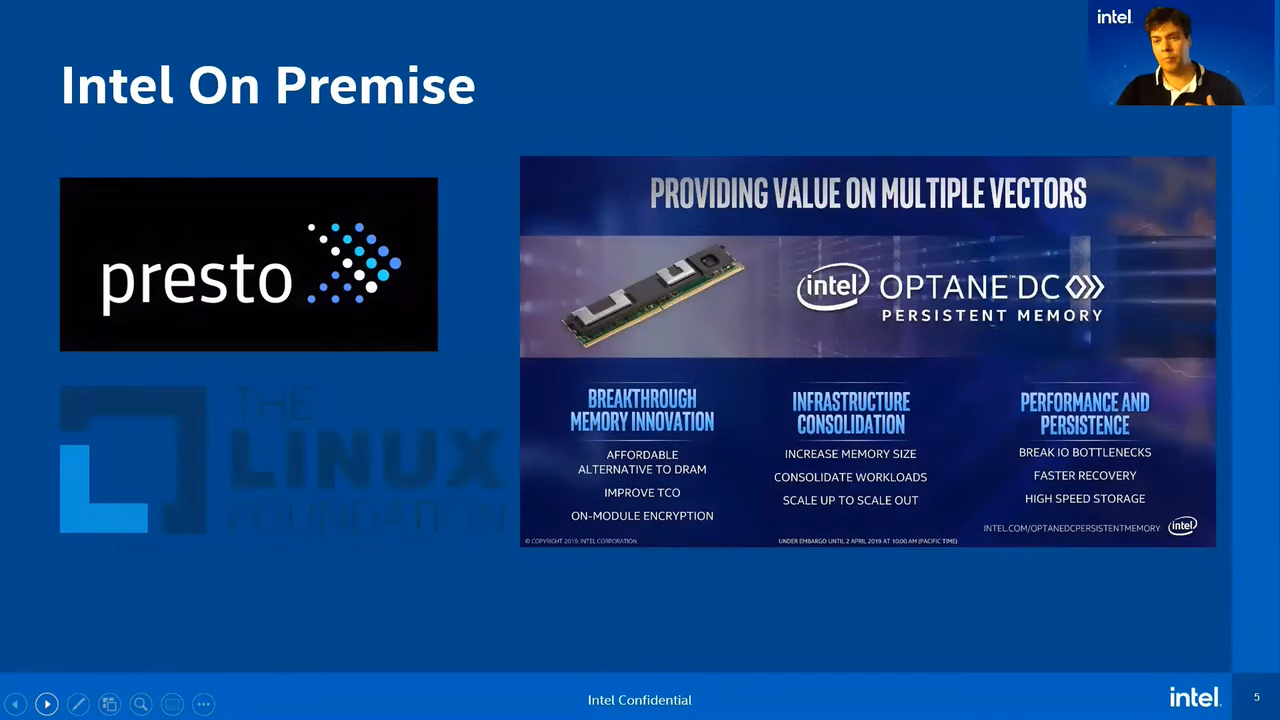 intel.
Intel On Premise
presto
THE
LINUX
FOUNDATION
PROVIDING VALUE ON MULTIPLE VECTORS
intel OPTANE™ DC
PERSISTENT MEMORY
BREAKTHROUGH
MEMORY INNOVATION
AFFORDABLE
ALTERNATIVE TO DRAM
IMPROVE TCO
ON-MODULE ENCRYPTION
INFRASTRUCTURE
CONSOLIDATION
INCREASE MEMORY SIZE
CONSOLIDATE WORKLOADS
SCALE UP TO SCALE OUT
PERFORMANCE AND
PERSISTENCE
BREAK IO BOTTLENECKS
FASTER RECOVERY
HIGH SPEED STORAGE
INTEL.COM/OPTANEDCPERSISTENTMEMORY intel
© COPYRIGHT 2019. INTEL CORPORATION.
UNDER EMBARGO UNTIL 2 APRIL 2019 AT 10:00 AM (PACIFIC TIME)
Intel Confidential
intel.
5